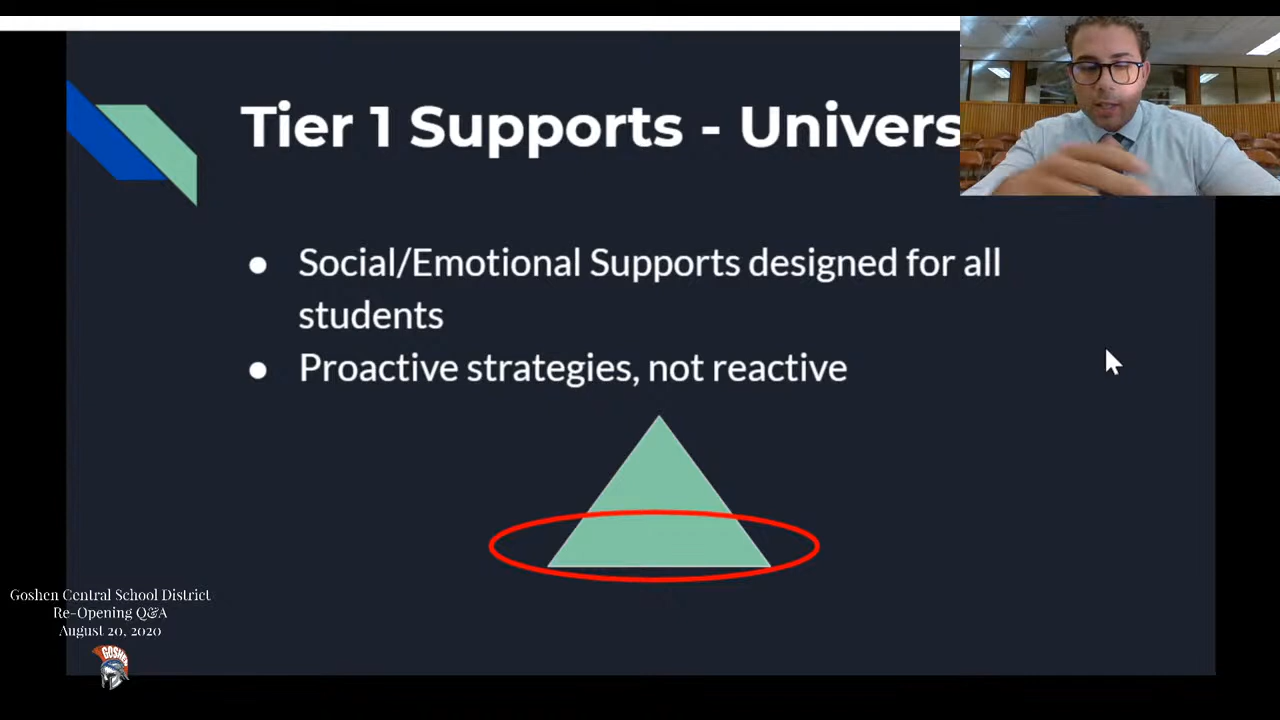 Tier 1 Supports - Univers
● Social/Emotional Supports designed for all
students
● Proactive strategies, not reactive
Goshen Central School District
Re-Opening Q&A
August 20, 2020
GOSHEN